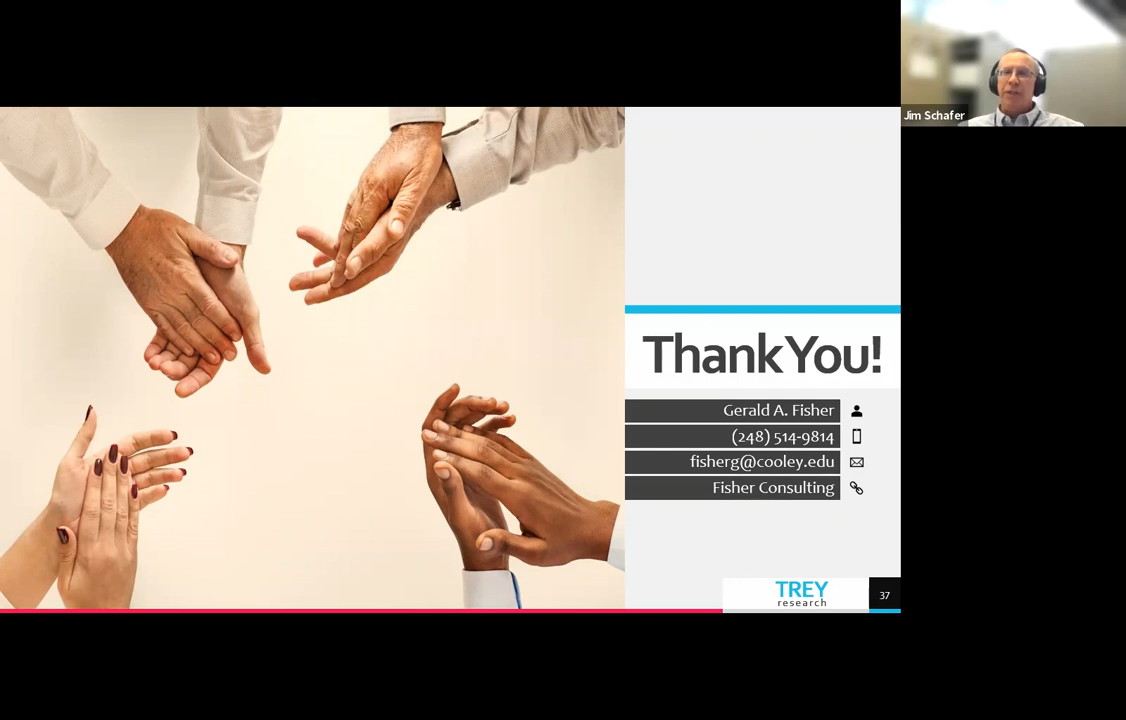 Jim Schafer
Thank You!
Gerald A. Fisher
(248) 514-9814
fisherg@cooley.edu
Fisher Consulting
TREY
research
37